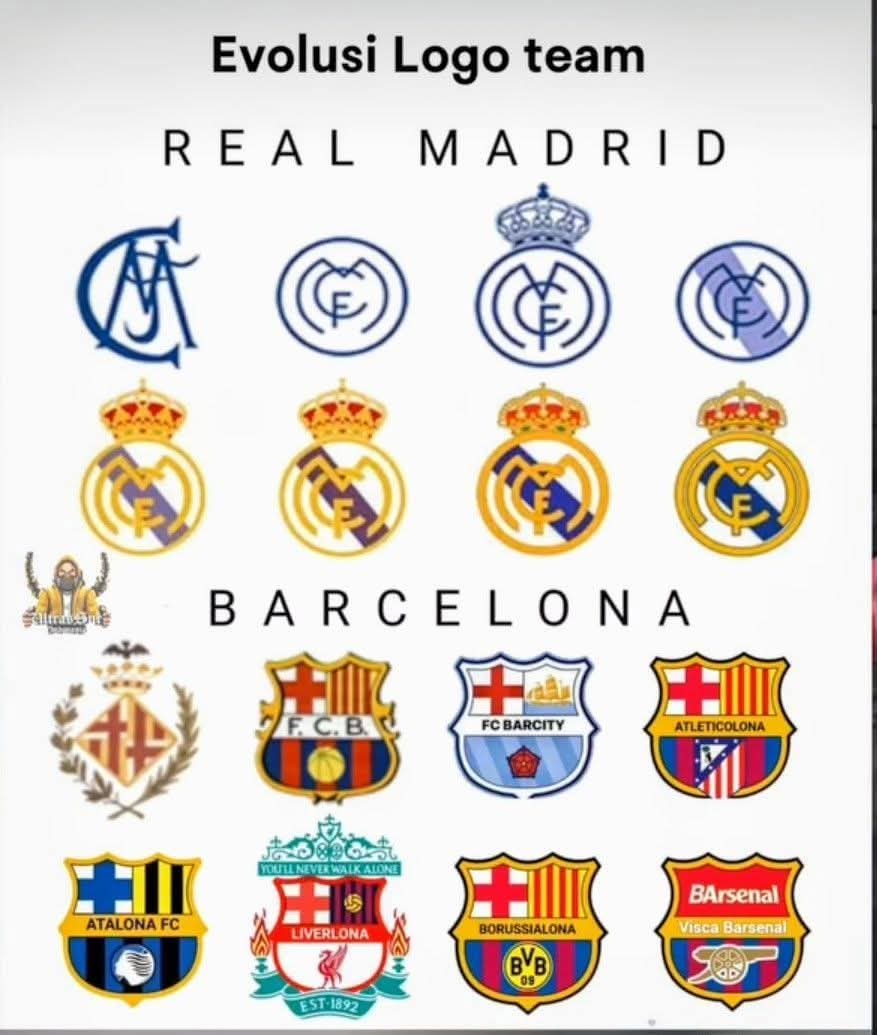 Evolusi Logo team
REAL MADRID
BARCELONA
F. C. B.
FC BARCITY
ATLETICOLONA
YOU'LL NEVER WALK ALONE
ATALONA FC
LIVERLONA
EST·1892
BORUSSIALONA
BVB
09
BArsenal
Visca Barsenal